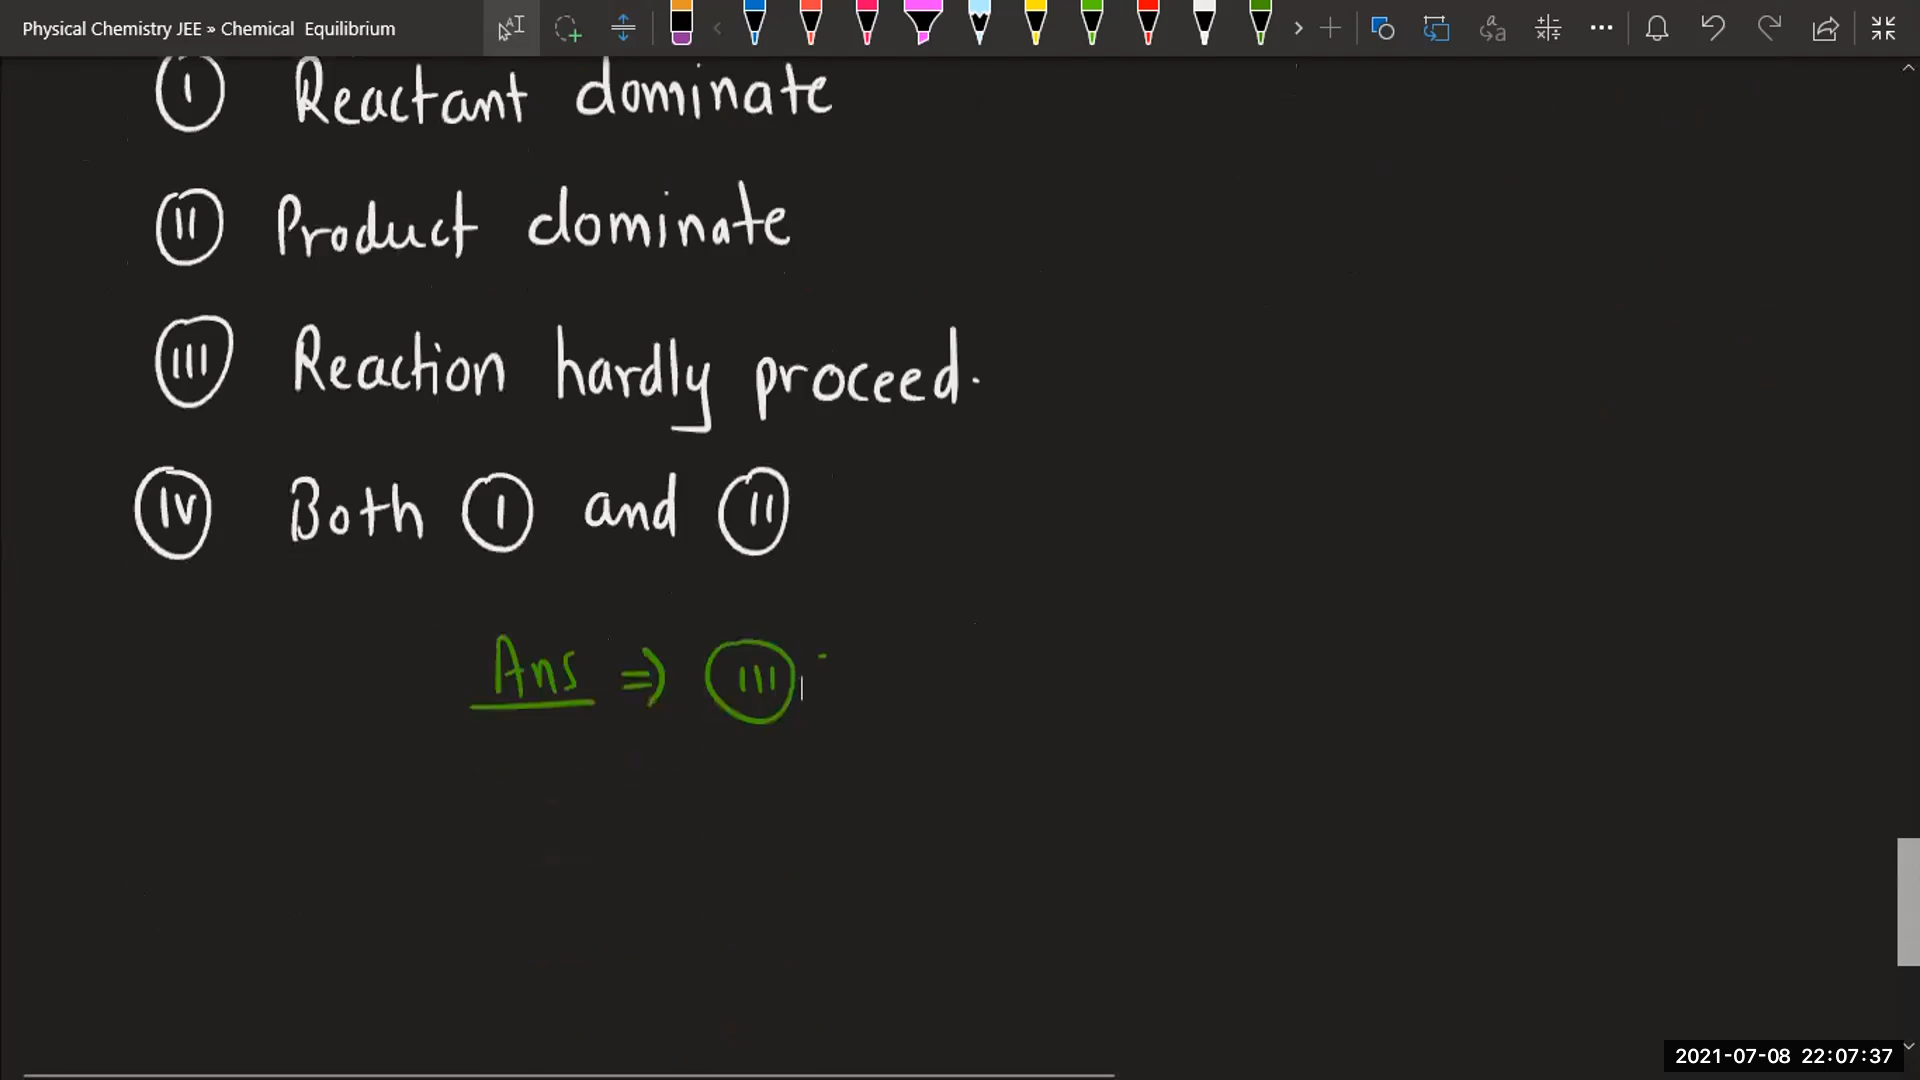 Physical Chemistry JEE » Chemical Equilibrium
I Reactant dominate
II Product dominate
III Reaction hardly proceed.
IV Both I and II
Ans ⇒ III
2021-07-08 22:07:37